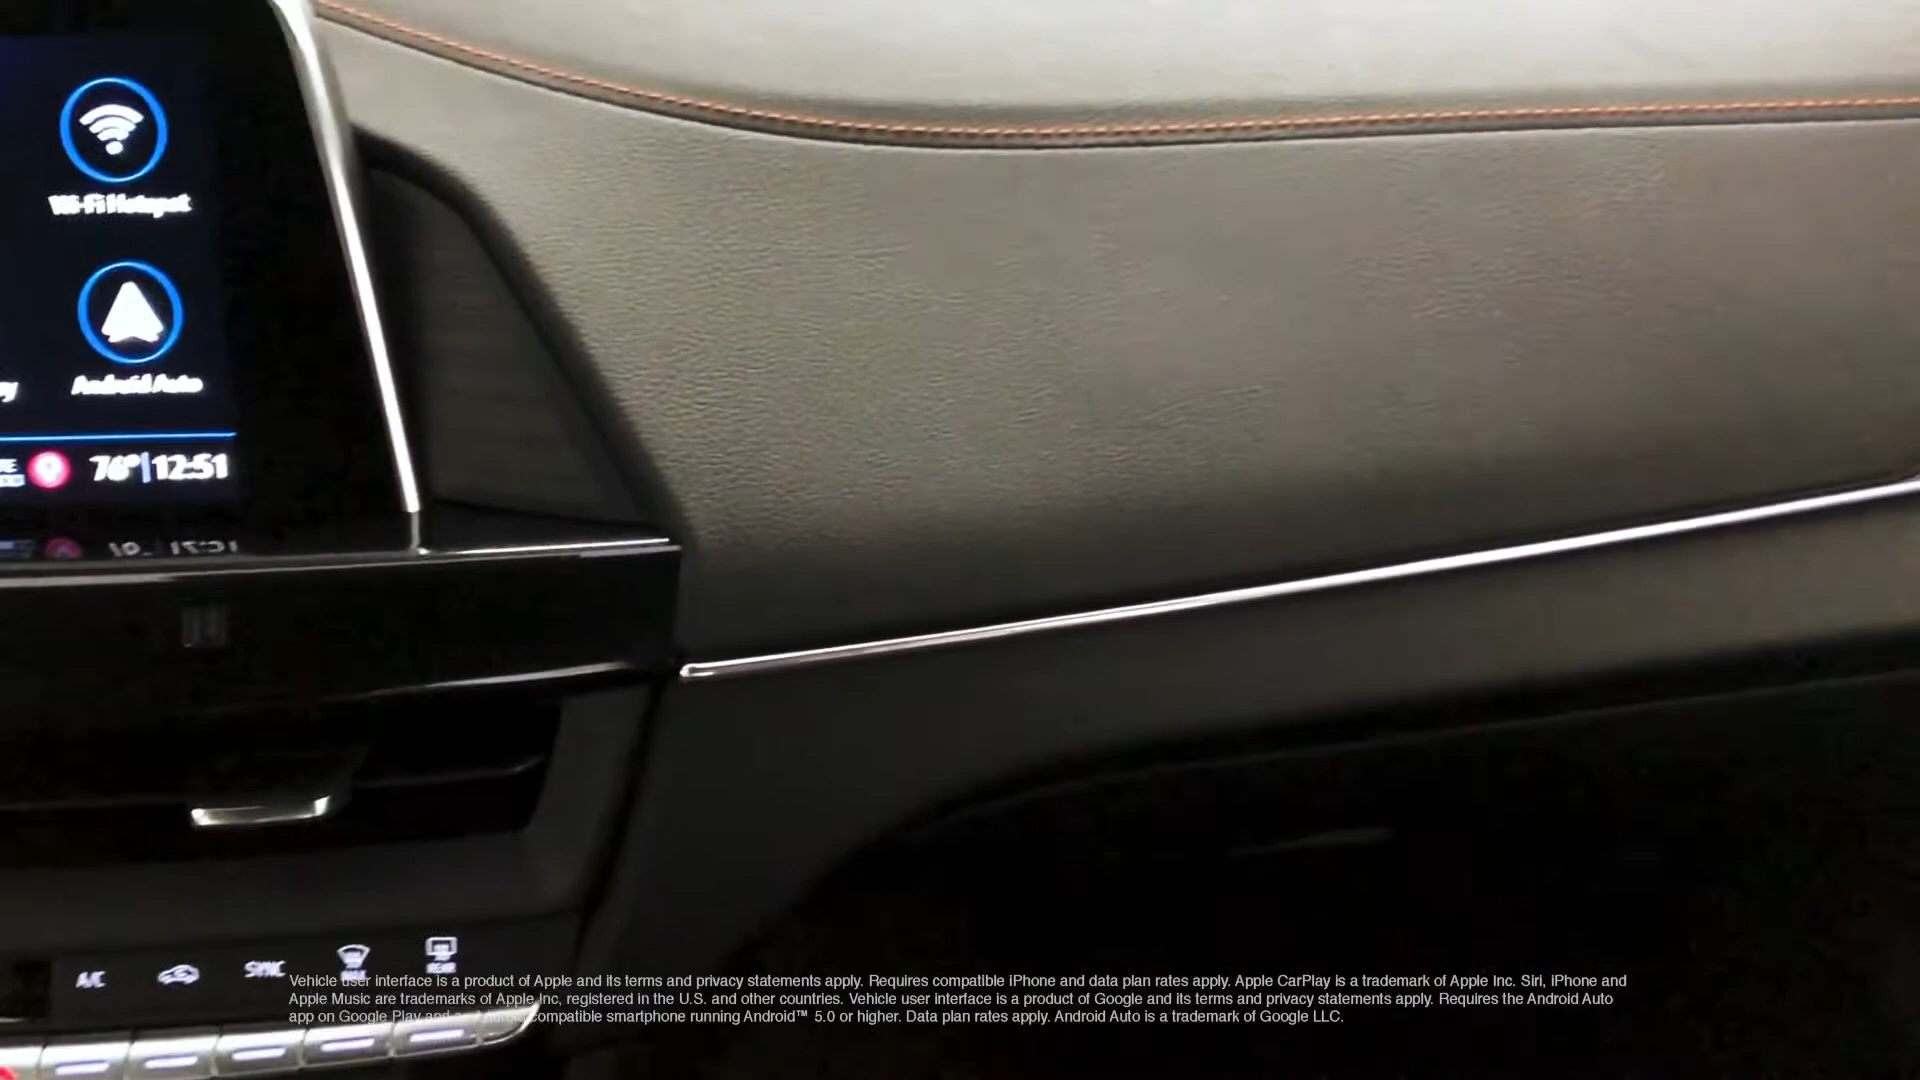 Wi-Fi Hotspot
Android Auto
76° 12:51
A/C
SYNC
MAX
REAR
Vehicle user interface is a product of Apple and its terms and privacy statements apply. Requires compatible iPhone and data plan rates apply. Apple CarPlay is a trademark of Apple Inc. Siri, iPhone and
Apple Music are trademarks of Apple Inc, registered in the U.S. and other countries. Vehicle user interface is a product of Google and its terms and privacy statements apply. Requires the Android Auto
app on Google Play and compatible smartphone running Android™ 5.0 or higher. Data plan rates apply. Android Auto is a trademark of Google LLC.